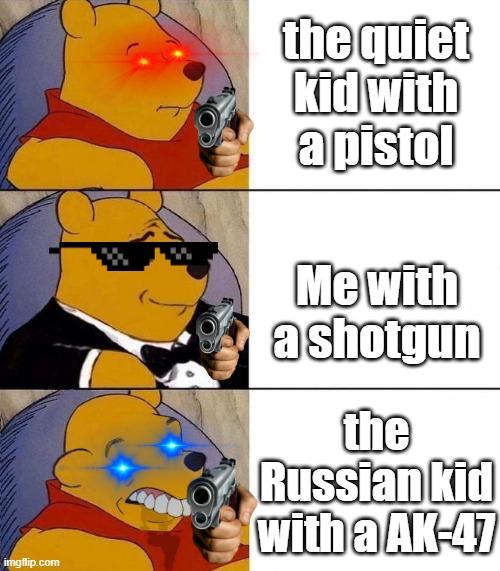 the quiet
kid with
a pistol
Me with
a shotgun
the
Russian kid
with a AK-47
imgflip.com